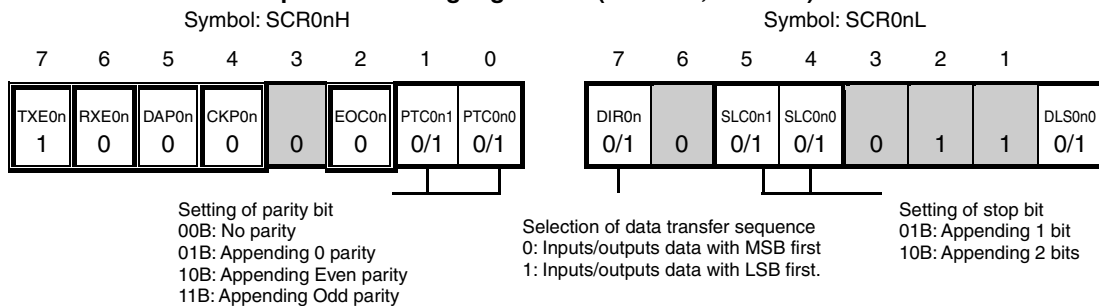 Symbol: SCR0nH
7 6 5 4 3 2 1 0
TXE0n RXE0n DAP0n CKP0n EOC0n PTC0n1 PTC0n0
1 0 0 0 0 0 0/1 0/1
Setting of parity bit
00B: No parity
01B: Appending 0 parity
10B: Appending Even parity
11B: Appending Odd parity
Symbol: SCR0nL
7 6 5 4 3 2 1
DIR0n SLC0n1 SLC0n0 DLS0n0
0/1 0 0/1 0/1 0 1 1 0/1
Selection of data transfer sequence
0: Inputs/outputs data with MSB first
1: Inputs/outputs data with LSB first.
Setting of stop bit
01B: Appending 1 bit
10B: Appending 2 bits